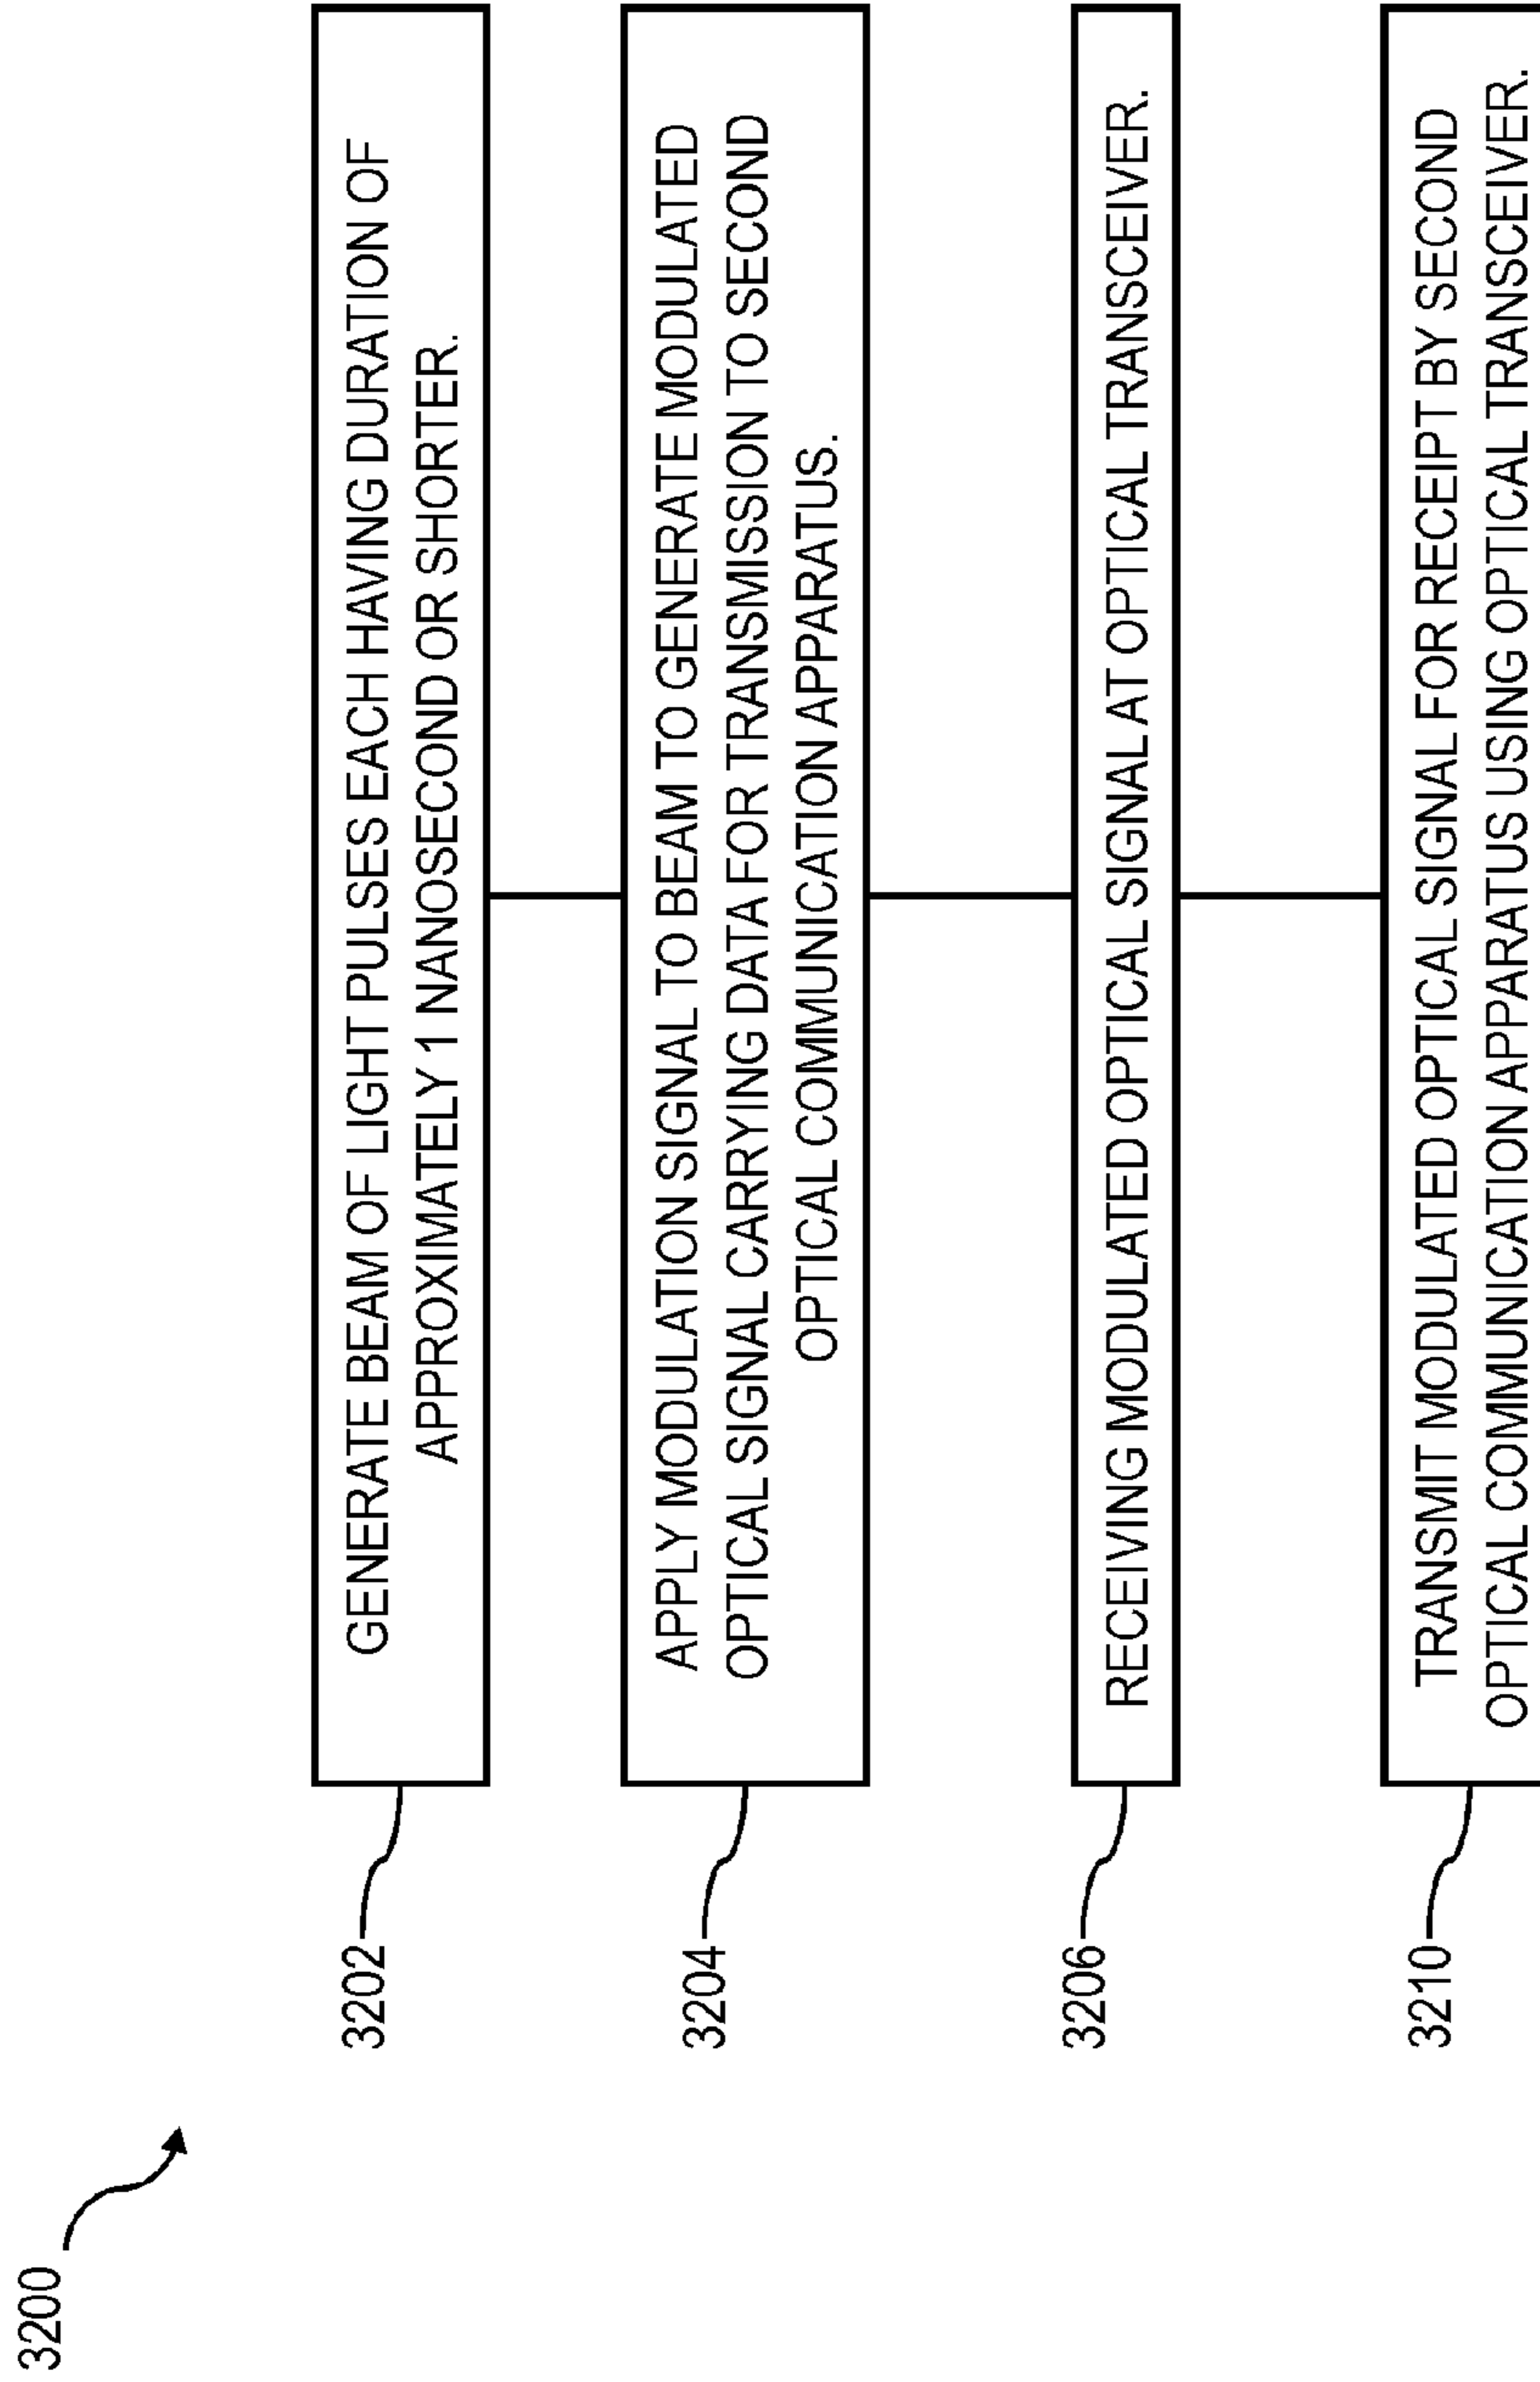 3200
3202
GENERATE BEAM OF LIGHT PULSES EACH HAVING DURATION OF
APPROXIMATELY 1 NANOSECOND OR SHORTER.
3204
APPLY MODULATION SIGNAL TO BEAM TO GENERATE MODULATED
OPTICAL SIGNAL CARRYING DATA FOR TRANSMISSION TO SECOND
OPTICAL COMMUNICATION APPARATUS.
3206
RECEIVING MODULATED OPTICAL SIGNAL AT OPTICAL TRANSCEIVER.
3210
TRANSMIT MODULATED OPTICAL SIGNAL FOR RECEIPT BY SECOND
OPTICAL COMMUNICATION APPARATUS USING OPTICAL TRANSCEIVER.